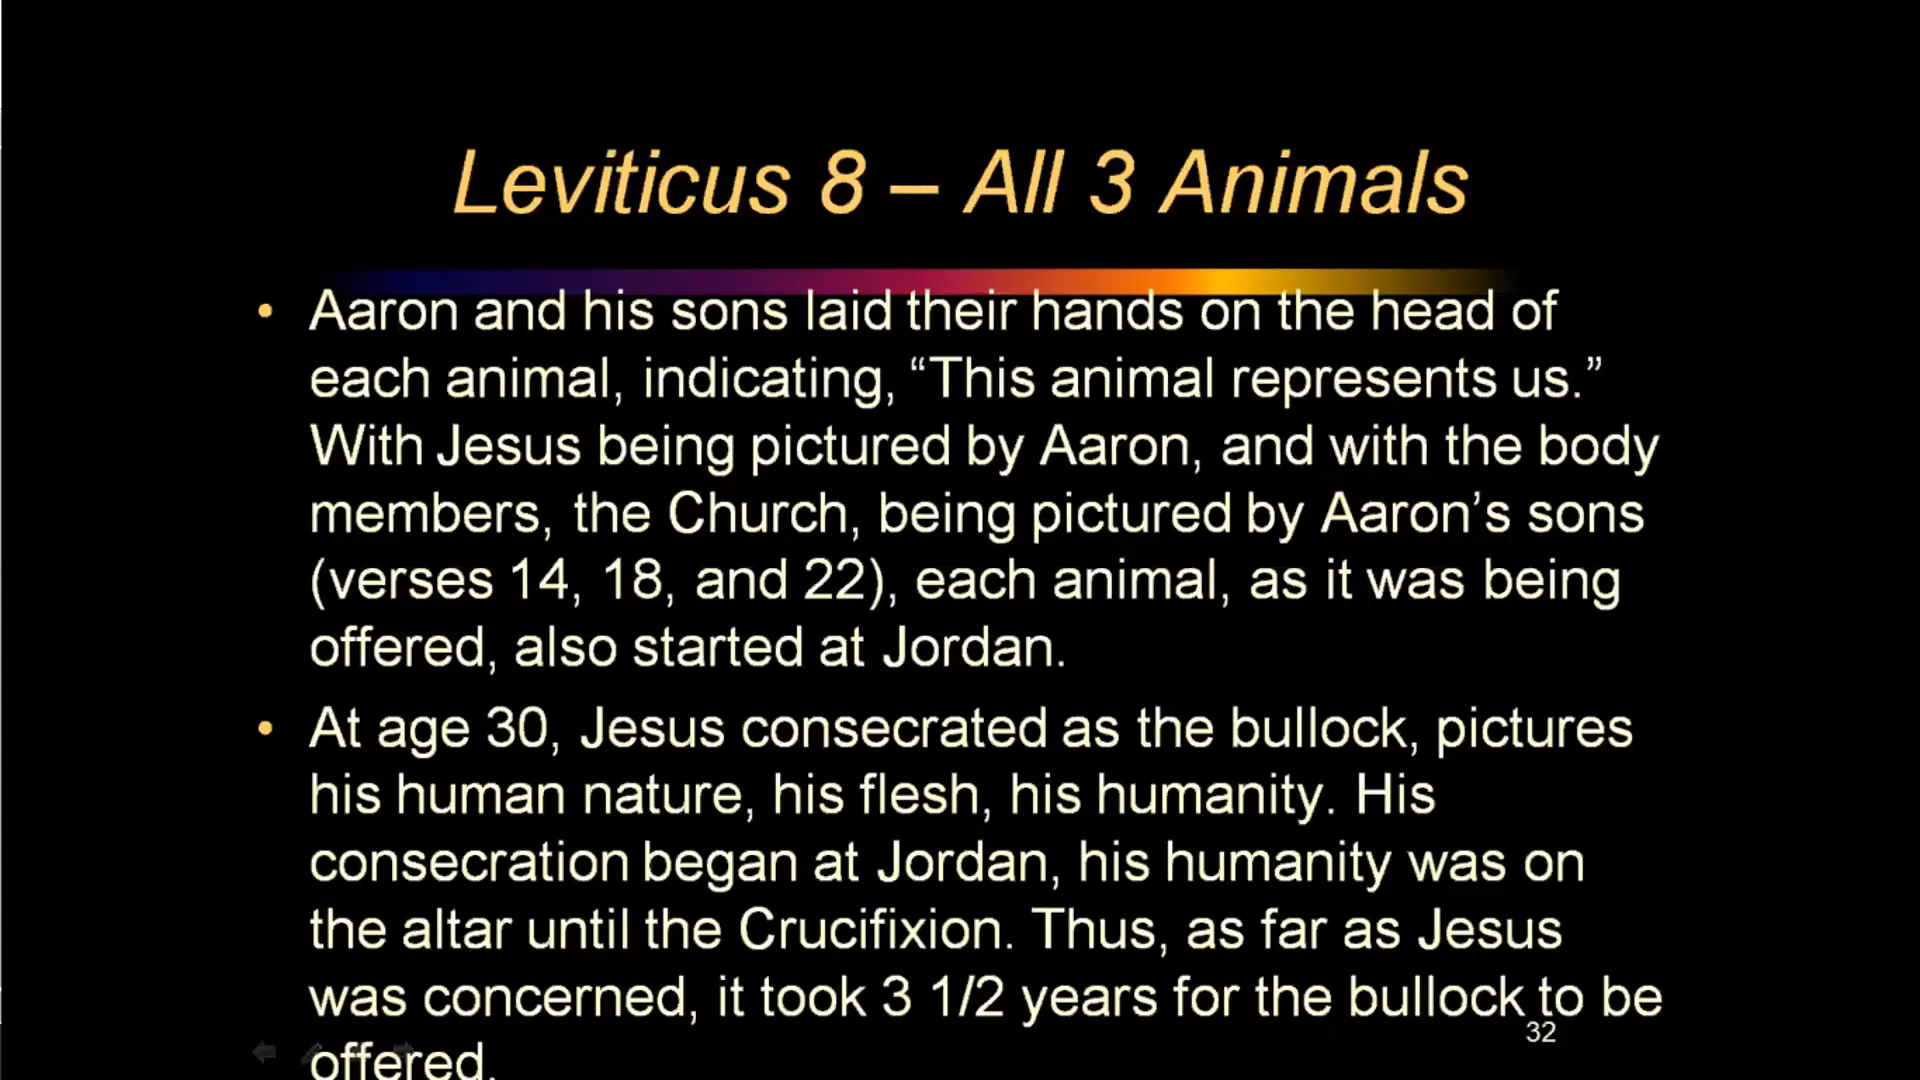 Leviticus 8 – All 3 Animals
• Aaron and his sons laid their hands on the head of
each animal, indicating, “This animal represents us.”
With Jesus being pictured by Aaron, and with the body
members, the Church, being pictured by Aaron’s sons
(verses 14, 18, and 22), each animal, as it was being
offered, also started at Jordan.
• At age 30, Jesus consecrated as the bullock, pictures
his human nature, his flesh, his humanity. His
consecration began at Jordan, his humanity was on
the altar until the Crucifixion. Thus, as far as Jesus
was concerned, it took 3 1/2 years for the bullock to be
offered.
32